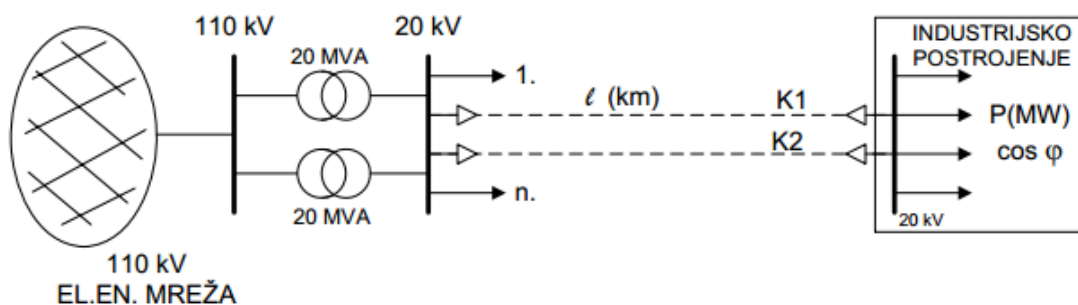 110 kV
20 MVA
20 MVA
110 kV
EL.EN. MREŽA
20 kV
1.
ℓ (km)
K1
K2
n.
INDUSTRIJSKO
POSTROJENJE
P(MW)
cos φ
20 kV